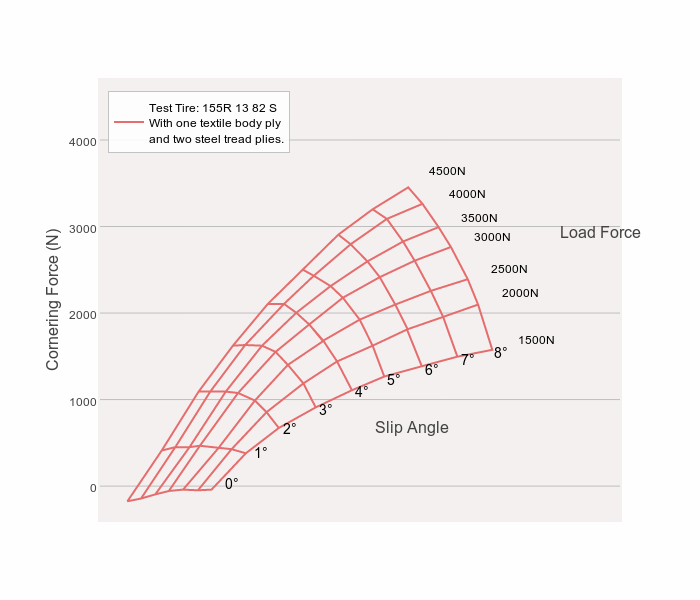 Test Tire: 155R 13 82 S
With one textile body ply
and two steel tread plies.
4000
4500N
4000N
3500N
3000
3000N
Load Force
Cornering Force (N)
2500N
2000N
2000
1500N
8°
7°
6°
5°
4°
1000
3°
Slip Angle
2°
1°
0°
0